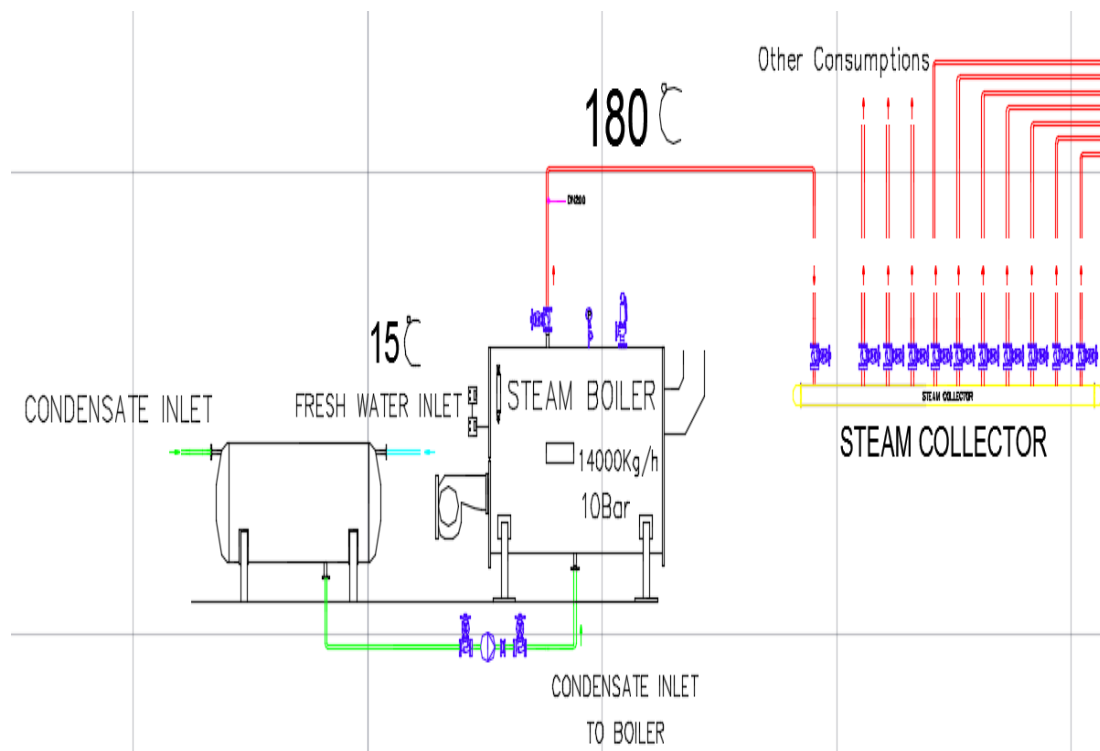 Other Consumptions
180℃
DN200
15℃
CONDENSATE INLET
FRESH WATER INLET
STEAM BOILER
14000Kg/h
10Bar
STEAM COLLECTOR
STEAM COLLECTOR
CONDENSATE INLET
TO BOILER